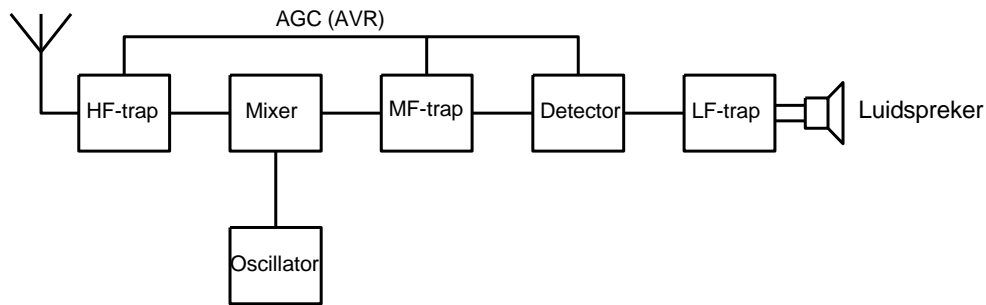 AGC (AVR)
HF-trap
Mixer
MF-trap
Detector
LF-trap
Luidspreker
Oscillator